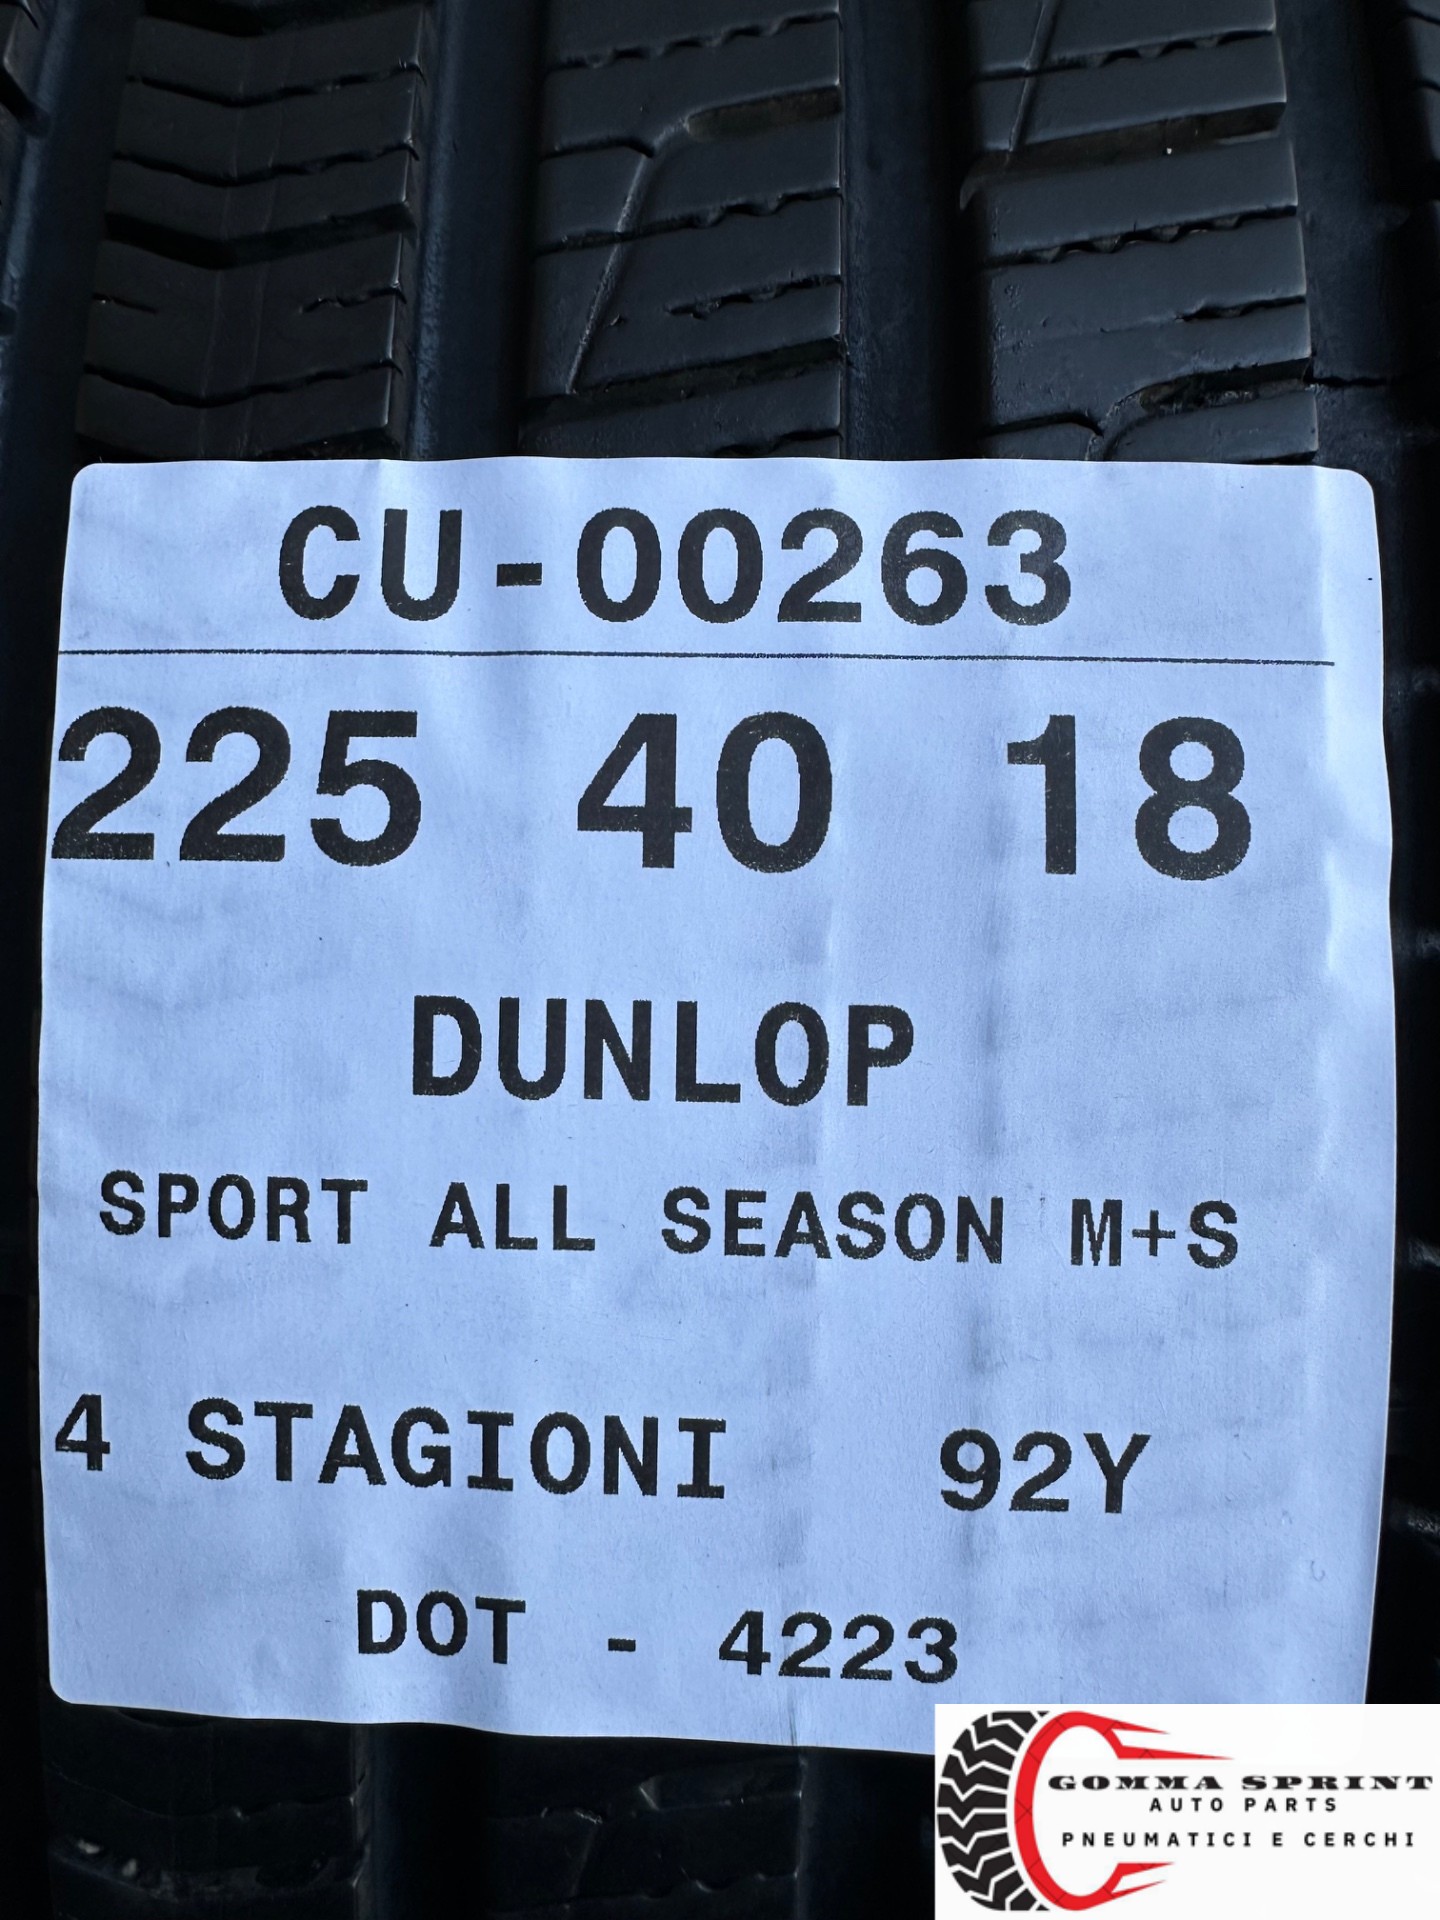 CU-00263
225 40 18
DUNLOP
SPORT ALL SEASON M+S
4 STAGIONI 92Y
DOT - 4223
GOMMA SPRINT
AUTO PARTS
PNEUMATICI E CERCHI